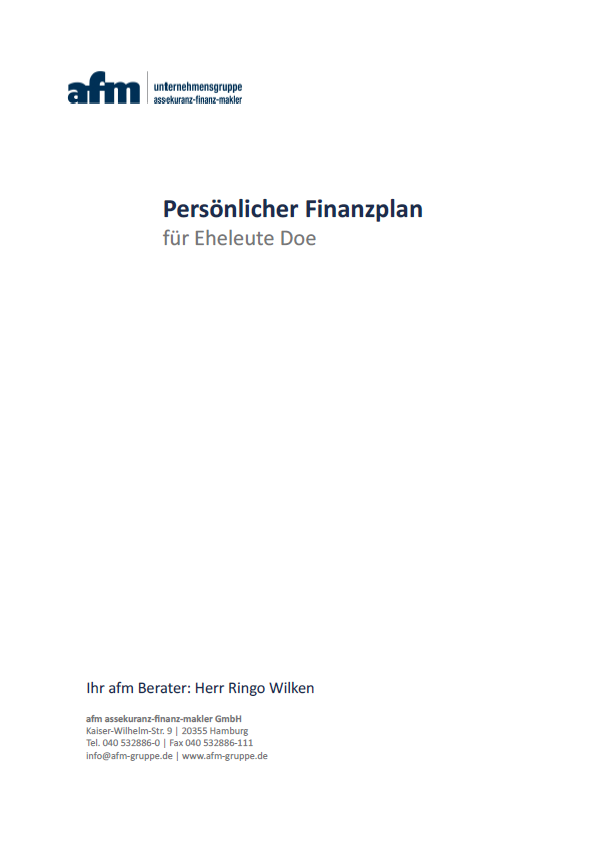 afm
unternehmensgruppe
assekuranz-finanz-makler
Persönlicher Finanzplan
für Eheleute Doe
Ihr afm Berater: Herr Ringo Wilken
afm assekuranz-finanz-makler GmbH
Kaiser-Wilhelm-Str. 9 | 20355 Hamburg
Tel. 040 532886-0 | Fax 040 532886-111
info@afm-gruppe.de | www.afm-gruppe.de